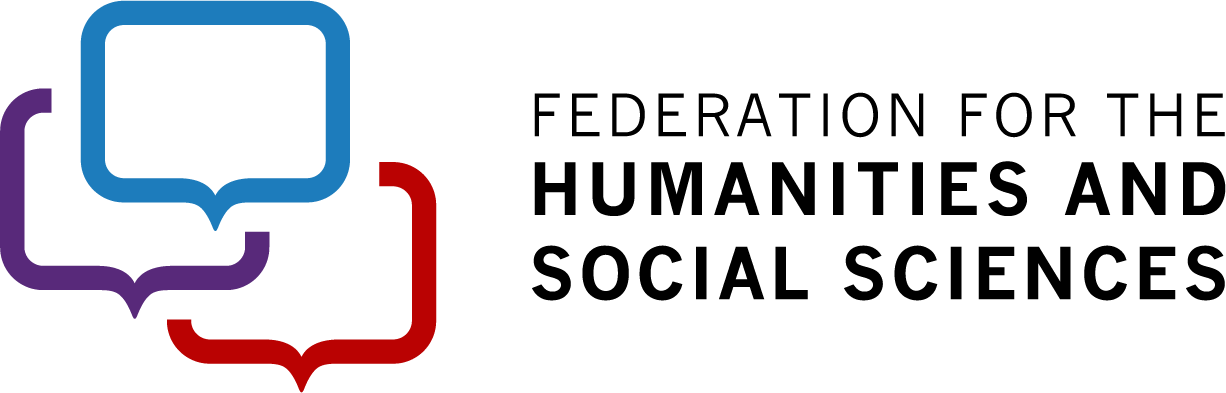 FEDERATION FOR THE
HUMANITIES AND
SOCIAL SCIENCES